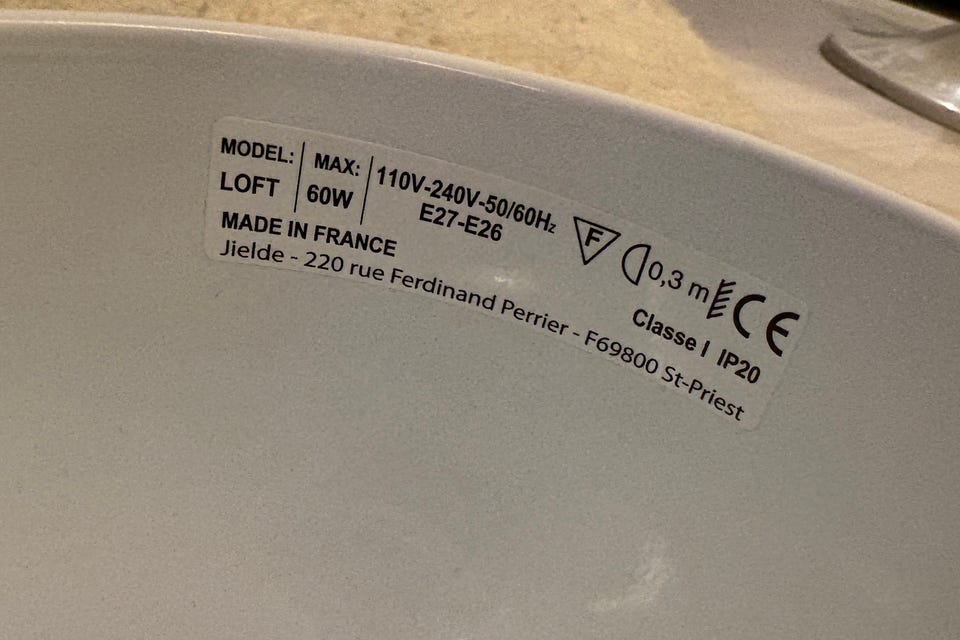 MODEL: MAX: 110V-240V-50/60Hz
LOFT 60W E27-E26
F 0,3 m CE
MADE IN FRANCE Classe I IP20
Jielde - 220 rue Ferdinand Perrier - F69800 St-Priest